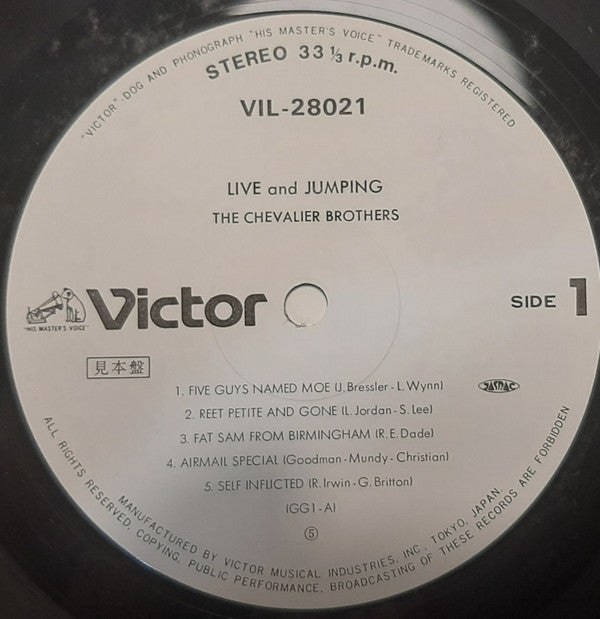 "VICTOR"-DOG AND PHONOGRAPH "HIS MASTER'S VOICE" TRADEMARKS REGISTERED
STEREO 33 1/3 r.p.m.
VIL-28021
LIVE and JUMPING
THE CHEVALIER BROTHERS
"HIS MASTER'S VOICE"
Victor
SIDE 1
見本盤
JASRAC
1. FIVE GUYS NAMED MOE (J. Bressler - L. Wynn)
2. REET PETITE AND GONE (L. Jordan - S. Lee)
3. FAT SAM FROM BIRMINGHAM (R. E. Dade)
4. AIRMAIL SPECIAL (Goodman - Mundy - Christian)
5. SELF INFLICTED (R. Irwin - G. Britton)
(GG1-A)
⑤
MANUFACTURED BY VICTOR MUSICAL INDUSTRIES, INC., TOKYO, JAPAN.
ALL RIGHTS RESERVED, COPYING, PUBLIC PERFORMANCE, BROADCASTING OF THESE RECORDS ARE FORBIDDEN